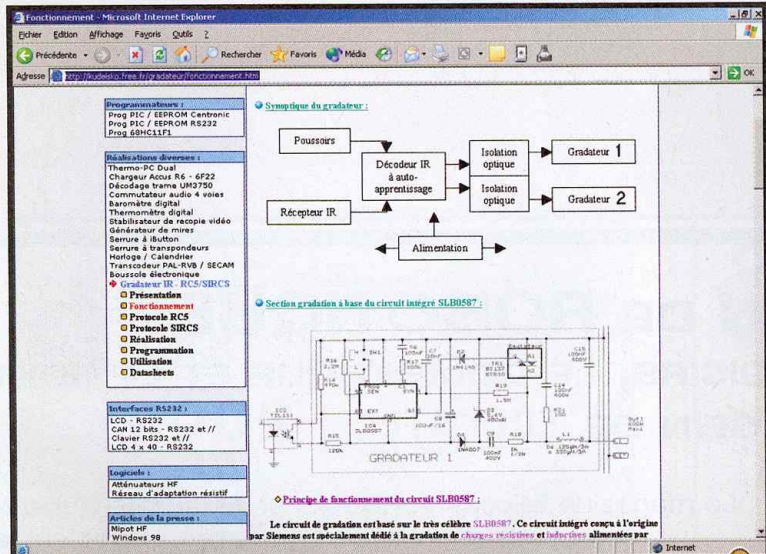 Fonctionnement - Microsoft Internet Explorer
Fichier Edition Affichage Favoris Outils ?
Précédente Rechercher Favoris Média
Adresse http://kudelsko.free.fr/gradateur/fonctionnement.htm OK
Programmateurs :
Prog PIC / EEPROM Centronic
Prog PIC / EEPROM RS232
Prog 68HC11F1
Réalisations diverses :
Thermo-PC Dual
Chargeur Accus R6 - 6F22
Décodage trame UM3750
Commutateur audio 4 voies
Baromètre digital
Thermomètre digital
Stabilisateur de recopie vidéo
Générateur de mires
Serrure à iButton
Serrure à transpondeurs
Horloge / Calendrier
Transcodeur PAL-RVB / SECAM
Boussole électronique
Gradateur IR - RC5/SIRCS
Présentation
Fonctionnement
Protocole RC5
Protocole SIRCS
Réalisation
Programmation
Utilisation
Datasheets
Interfaces RS232 :
LCD - RS232
CAN 12 bits - RS232 et //
Clavier RS232 et //
LCD 4 x 40 - RS232
Logiciels :
Atténuateurs HF
Réseau d'adaptation résistif
Articles de la presse :
Mipot HF
Windows 98
Synoptique du gradateur :
Poussoirs
Récepteur IR
Décodeur IR
à auto-
apprentissage
Isolation
optique
Isolation
optique
Gradateur 1
Gradateur 2
Alimentation
Section gradation à base du circuit intégré SLB0587 :
SW1
IC4
SLB0587
1N4148
1N4007
L1
GRADATEUR 1
Principe de fonctionnement du circuit SLB0587 :
Le circuit de gradation est basé sur le très célèbre SLB0587. Ce circuit intégré conçu à l'origine
par Siemens est spécialement dédié à la gradation de charges résistives et inductives alimentées par
Internet